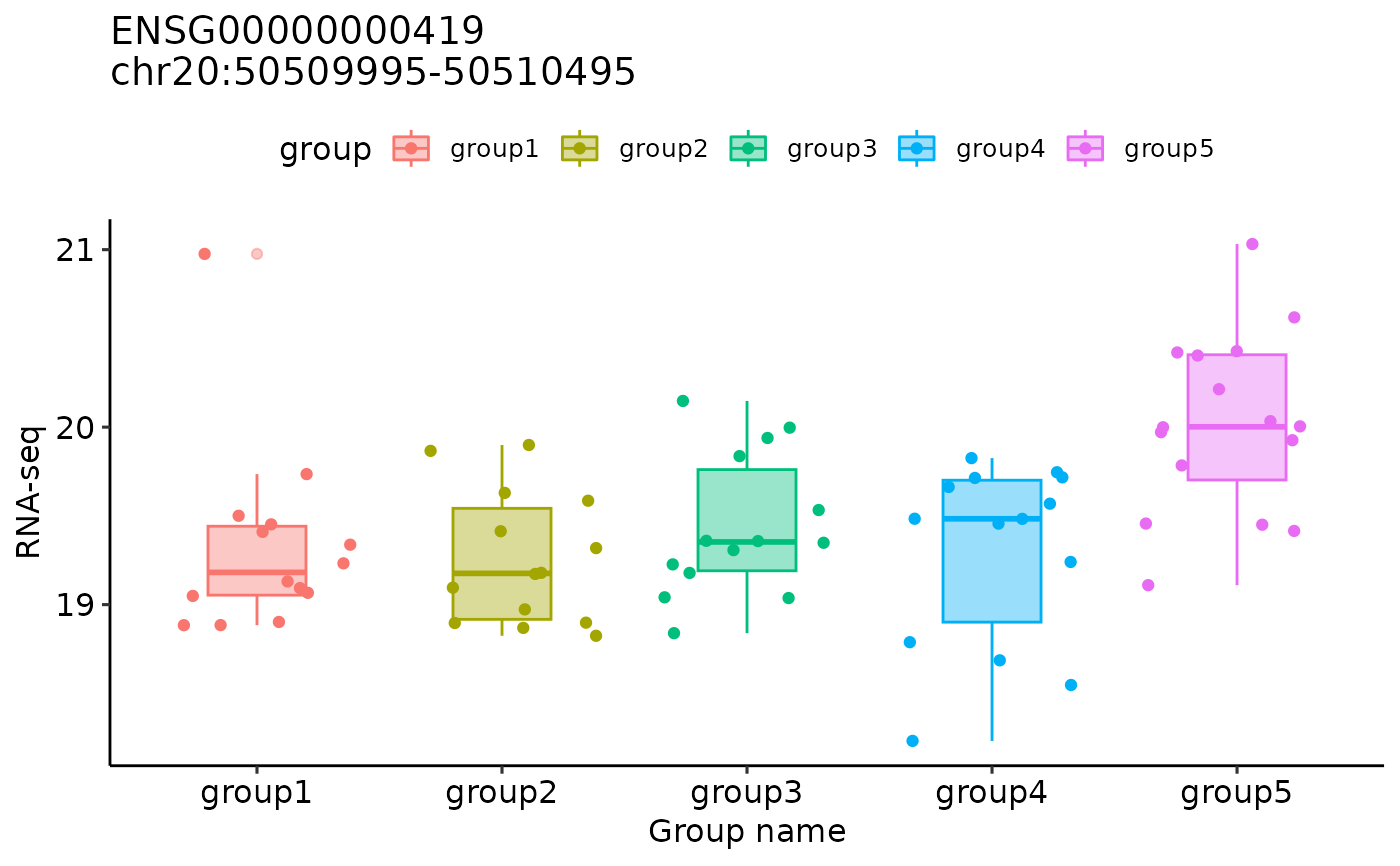 ENSG00000000419
chr20:50509995-50510495
group group1 group2 group3 group4 group5
21
20
19
RNA-seq
group1 group2 group3 group4 group5
Group name